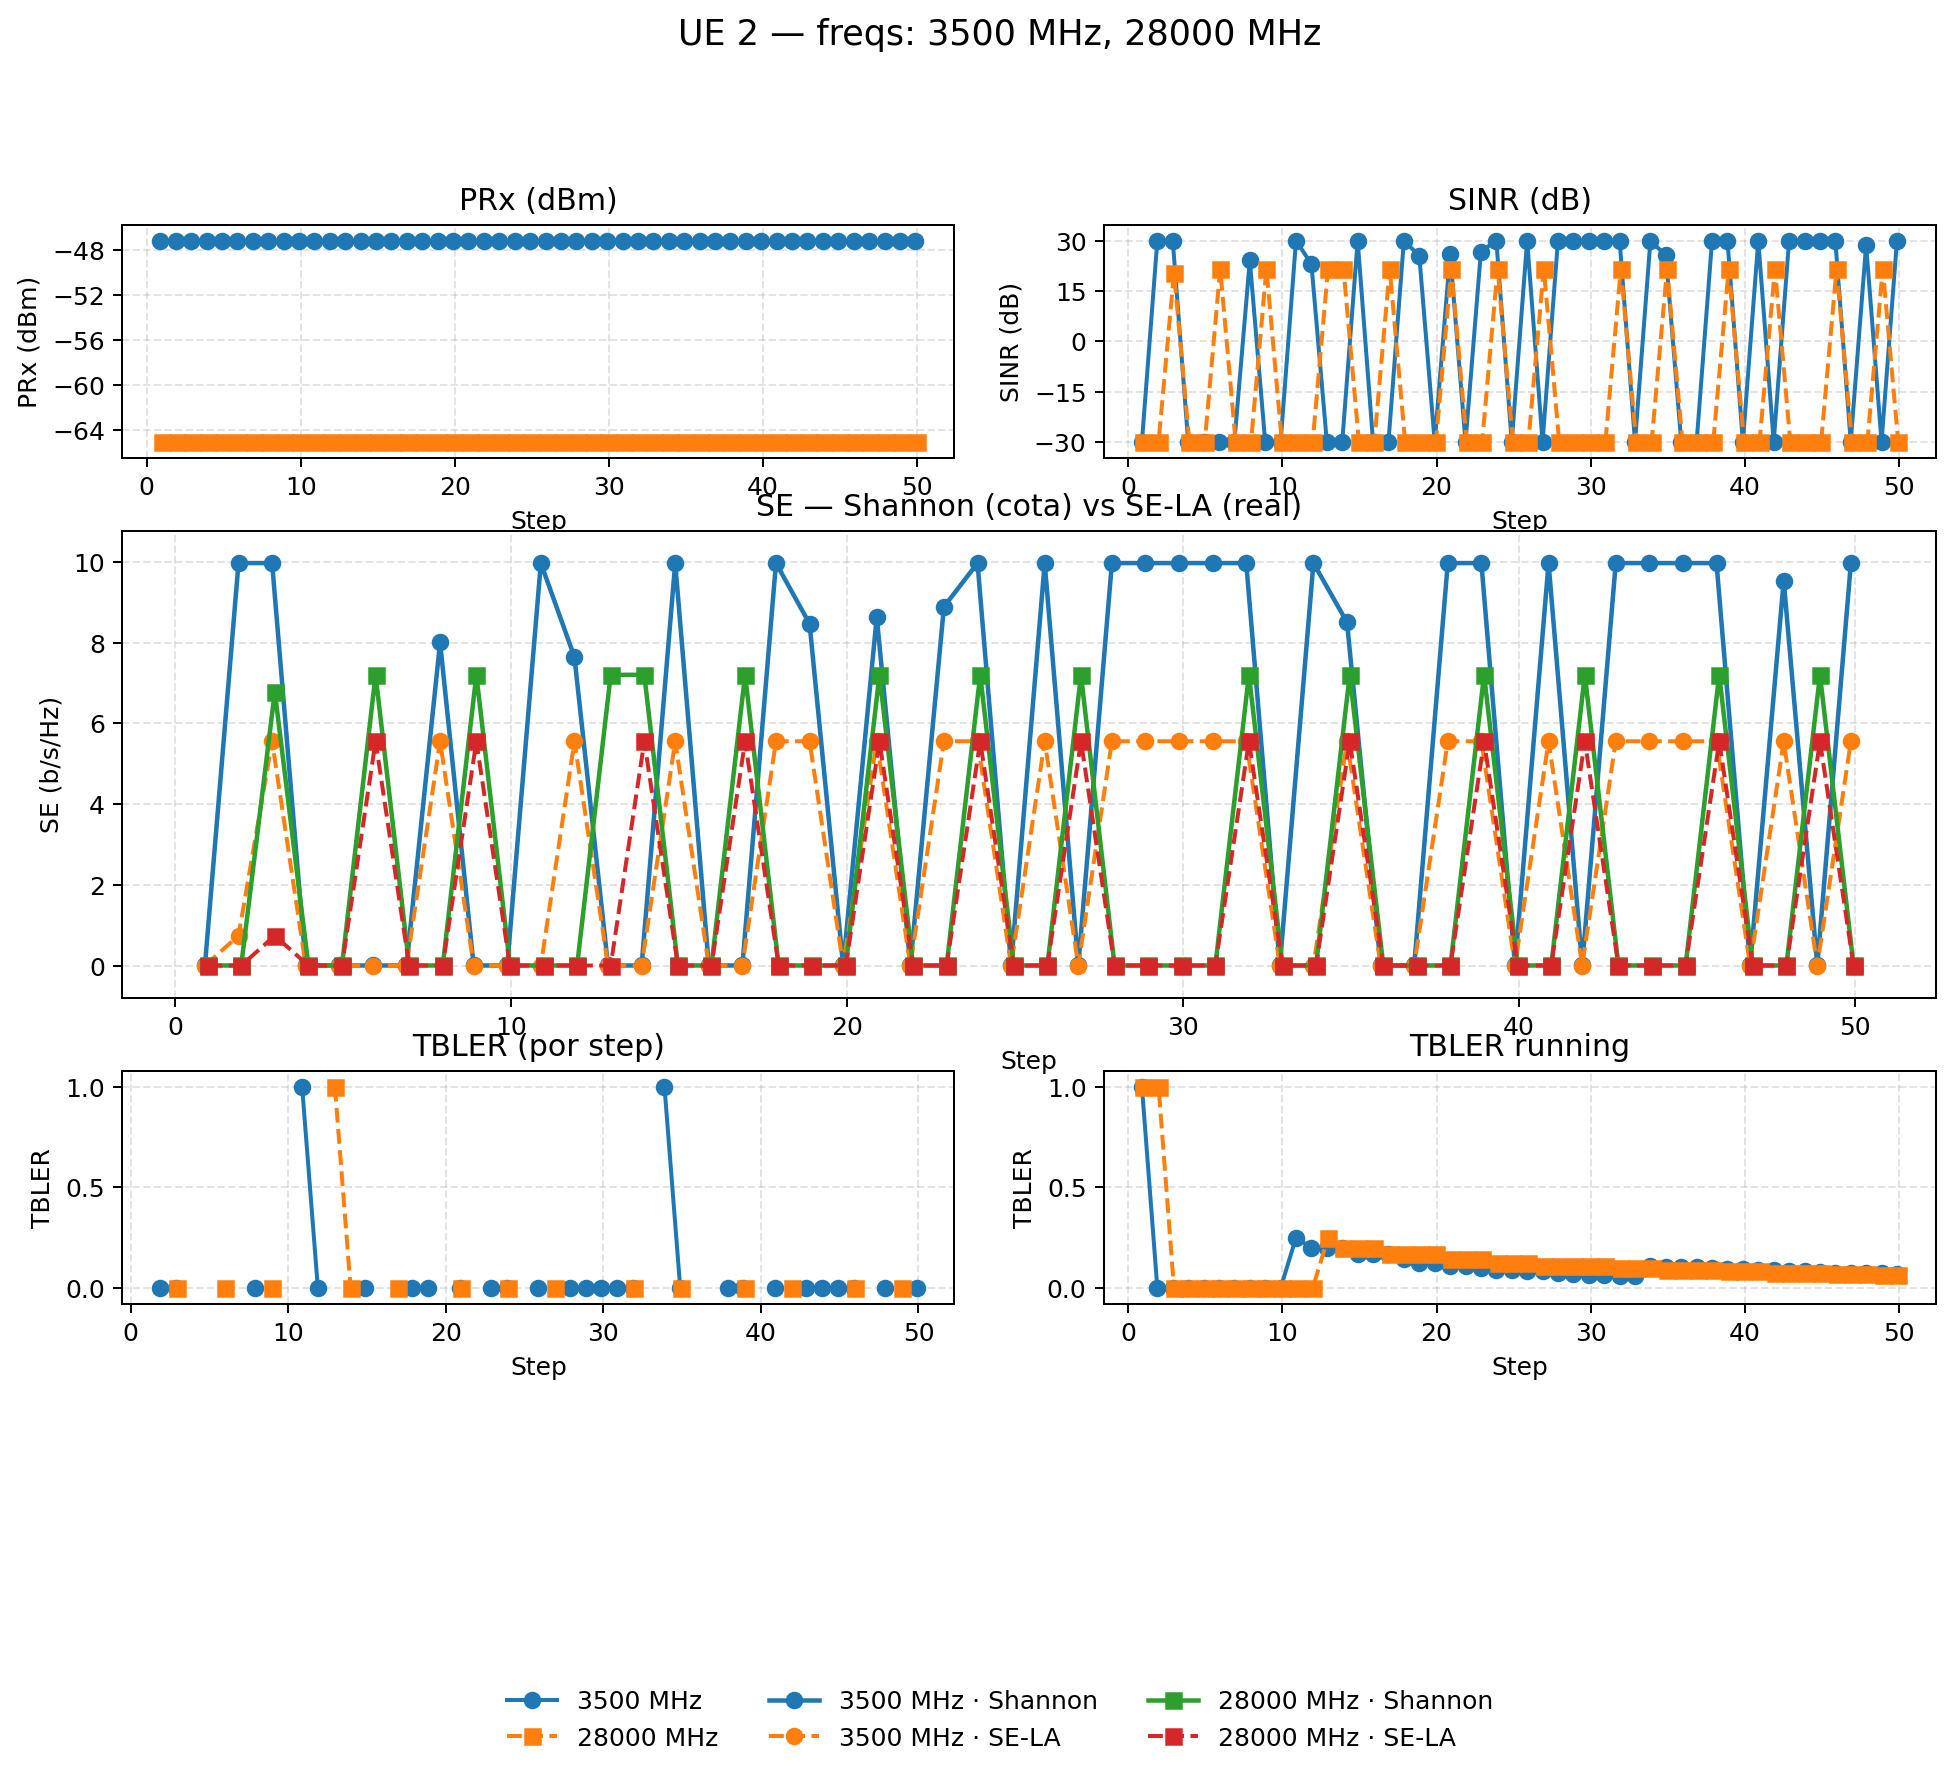 UE 2 — freqs: 3500 MHz, 28000 MHz
PRx (dBm)
PRx (dBm)
−48
−52
−56
−60
−64
0 10 20 30 40 50
Step
SINR (dB)
SINR (dB)
30
15
0
−15
−30
0 10 20 30 40 50
Step
SE — Shannon (cota) vs SE-LA (real)
SE (b/s/Hz)
10
8
6
4
2
0
0 10 20 30 40 50
Step
TBLER (por step)
TBLER
1.0
0.5
0.0
0 10 20 30 40 50
Step
TBLER running
TBLER
1.0
0.5
0.0
0 10 20 30 40 50
Step
3500 MHz
28000 MHz
3500 MHz · Shannon
3500 MHz · SE-LA
28000 MHz · Shannon
28000 MHz · SE-LA